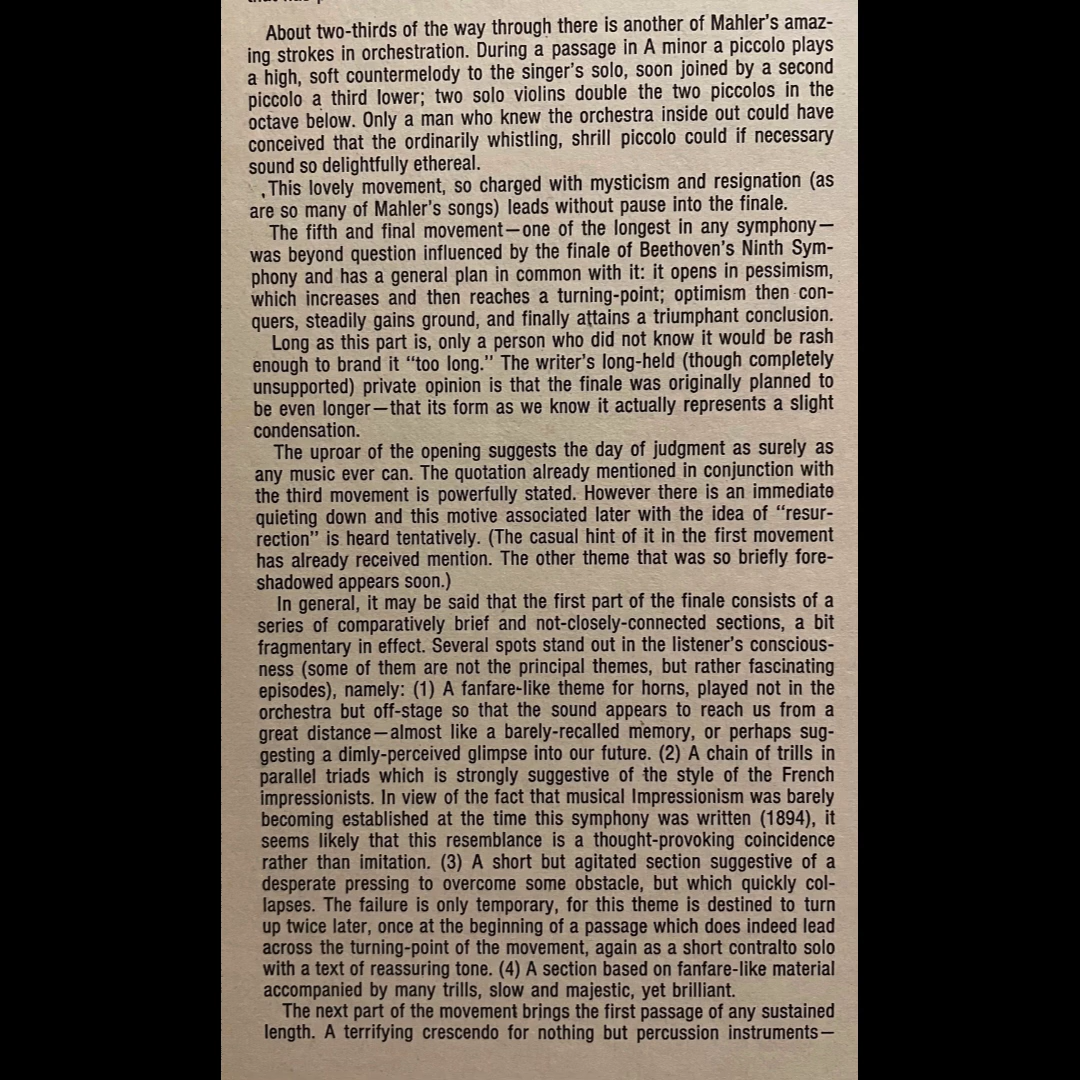 About two-thirds of the way through there is another of Mahler's amaz-
ing strokes in orchestration. During a passage in A minor a piccolo plays
a high, soft countermelody to the singer's solo, soon joined by a second
piccolo a third lower; two solo violins double the two piccolos in the
octave below. Only a man who knew the orchestra inside out could have
conceived that the ordinarily whistling, shrill piccolo could if necessary
sound so delightfully ethereal.
This lovely movement, so charged with mysticism and resignation (as
are so many of Mahler's songs) leads without pause into the finale.
The fifth and final movement—one of the longest in any symphony—
was beyond question influenced by the finale of Beethoven's Ninth Sym-
phony and has a general plan in common with it: it opens in pessimism,
which increases and then reaches a turning-point; optimism then con-
quers, steadily gains ground, and finally attains a triumphant conclusion.
Long as this part is, only a person who did not know it would be rash
enough to brand it “too long.” The writer's long-held (though completely
unsupported) private opinion is that the finale was originally planned to
be even longer—that its form as we know it actually represents a slight
condensation.
The uproar of the opening suggests the day of judgment as surely as
any music ever can. The quotation already mentioned in conjunction with
the third movement is powerfully stated. However there is an immediate
quieting down and this motive associated later with the idea of “resur-
rection” is heard tentatively. (The casual hint of it in the first movement
has already received mention. The other theme that was so briefly fore-
shadowed appears soon.)
In general, it may be said that the first part of the finale consists of a
series of comparatively brief and not-closely-connected sections, a bit
fragmentary in effect. Several spots stand out in the listener's conscious-
ness (some of them are not the principal themes, but rather fascinating
episodes), namely: (1) A fanfare-like theme for horns, played not in the
orchestra but off-stage so that the sound appears to reach us from a
great distance—almost like a barely-recalled memory, or perhaps sug-
gesting a dimly-perceived glimpse into our future. (2) A chain of trills in
parallel triads which is strongly suggestive of the style of the French
impressionists. In view of the fact that musical Impressionism was barely
becoming established at the time this symphony was written (1894), it
seems likely that this resemblance is a thought-provoking coincidence
rather than imitation. (3) A short but agitated section suggestive of a
desperate pressing to overcome some obstacle, but which quickly col-
lapses. The failure is only temporary, for this theme is destined to turn
up twice later, once at the beginning of a passage which does indeed lead
across the turning-point of the movement, again as a short contralto solo
with a text of reassuring tone. (4) A section based on fanfare-like material
accompanied by many trills, slow and majestic, yet brilliant.
The next part of the movement brings the first passage of any sustained
length. A terrifying crescendo for nothing but percussion instruments—